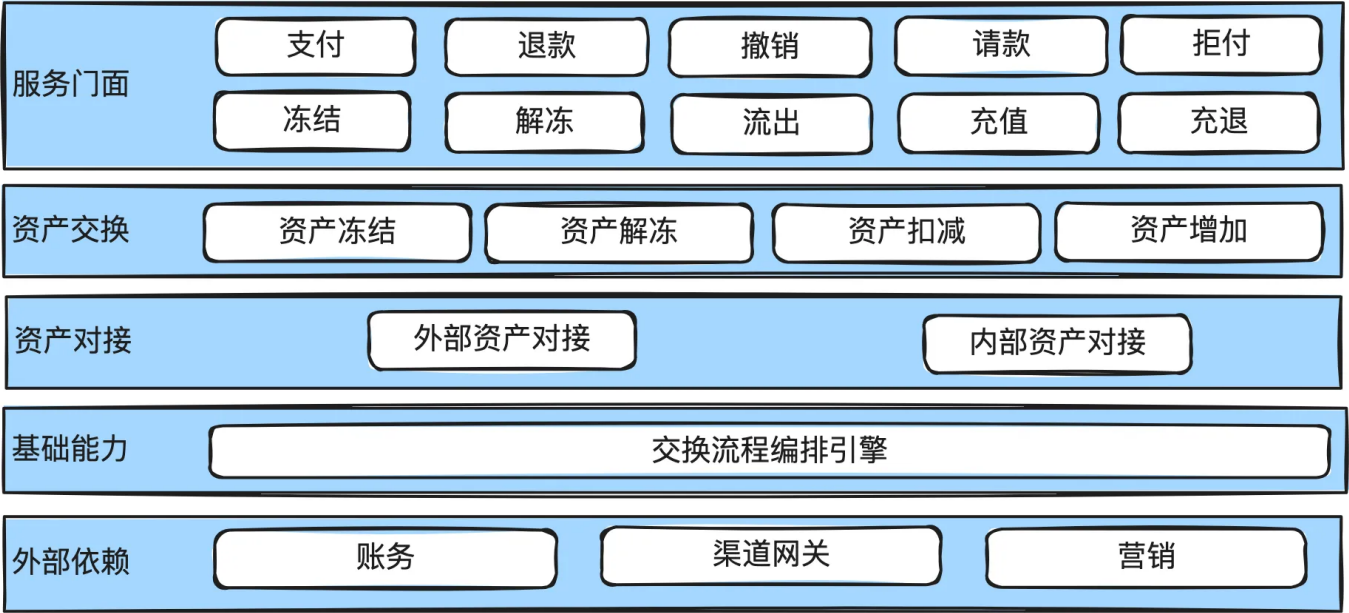 服务门面
支付 退款 撤销 请款 拒付
冻结 解冻 流出 充值 充退
资产交换 资产冻结 资产解冻 资产扣减 资产增加
资产对接 外部资产对接 内部资产对接
基础能力 交换流程编排引擎
外部依赖 账务 渠道网关 营销